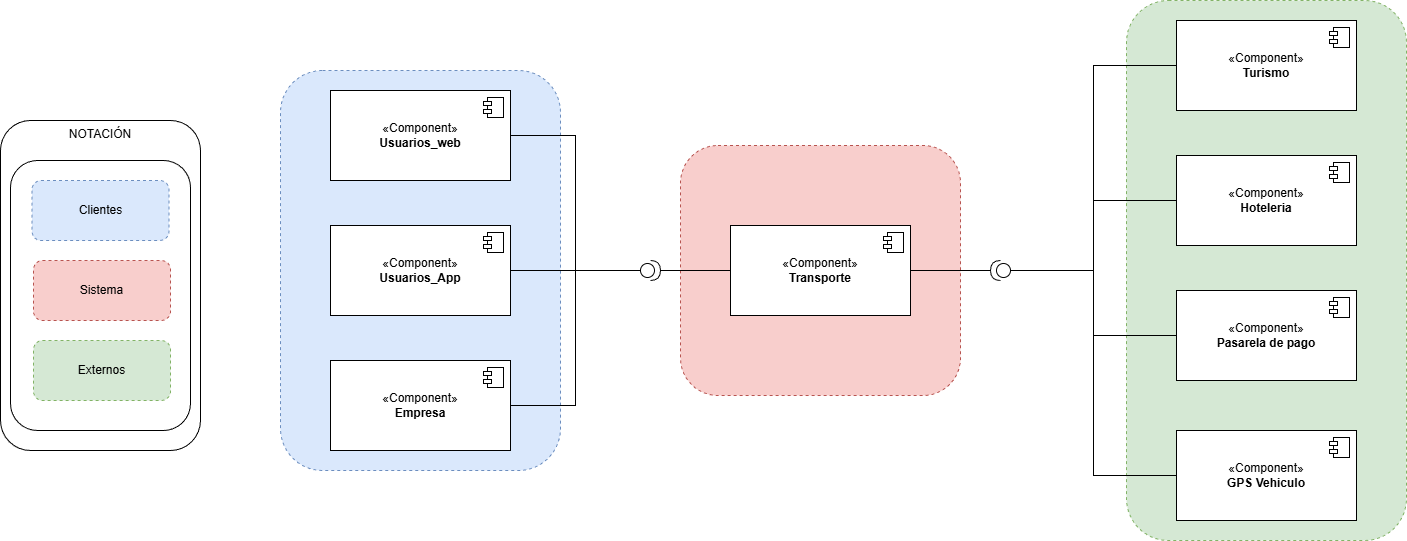 NOTACIÓN
Clientes
Sistema
Externos
«Component»
Usuarios_web
«Component»
Usuarios_App
«Component»
Empresa
«Component»
Transporte
«Component»
Turismo
«Component»
Hoteleria
«Component»
Pasarela de pago
«Component»
GPS Vehiculo